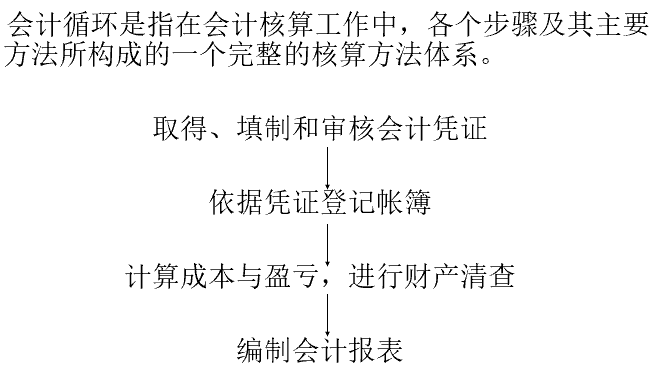 会计循环是指在会计核算工作中，各个步骤及其主要
方法所构成的一个完整的核算方法体系。
取得、填制和审核会计凭证
依据凭证登记帐簿
计算成本与盈亏，进行财产清查
编制会计报表